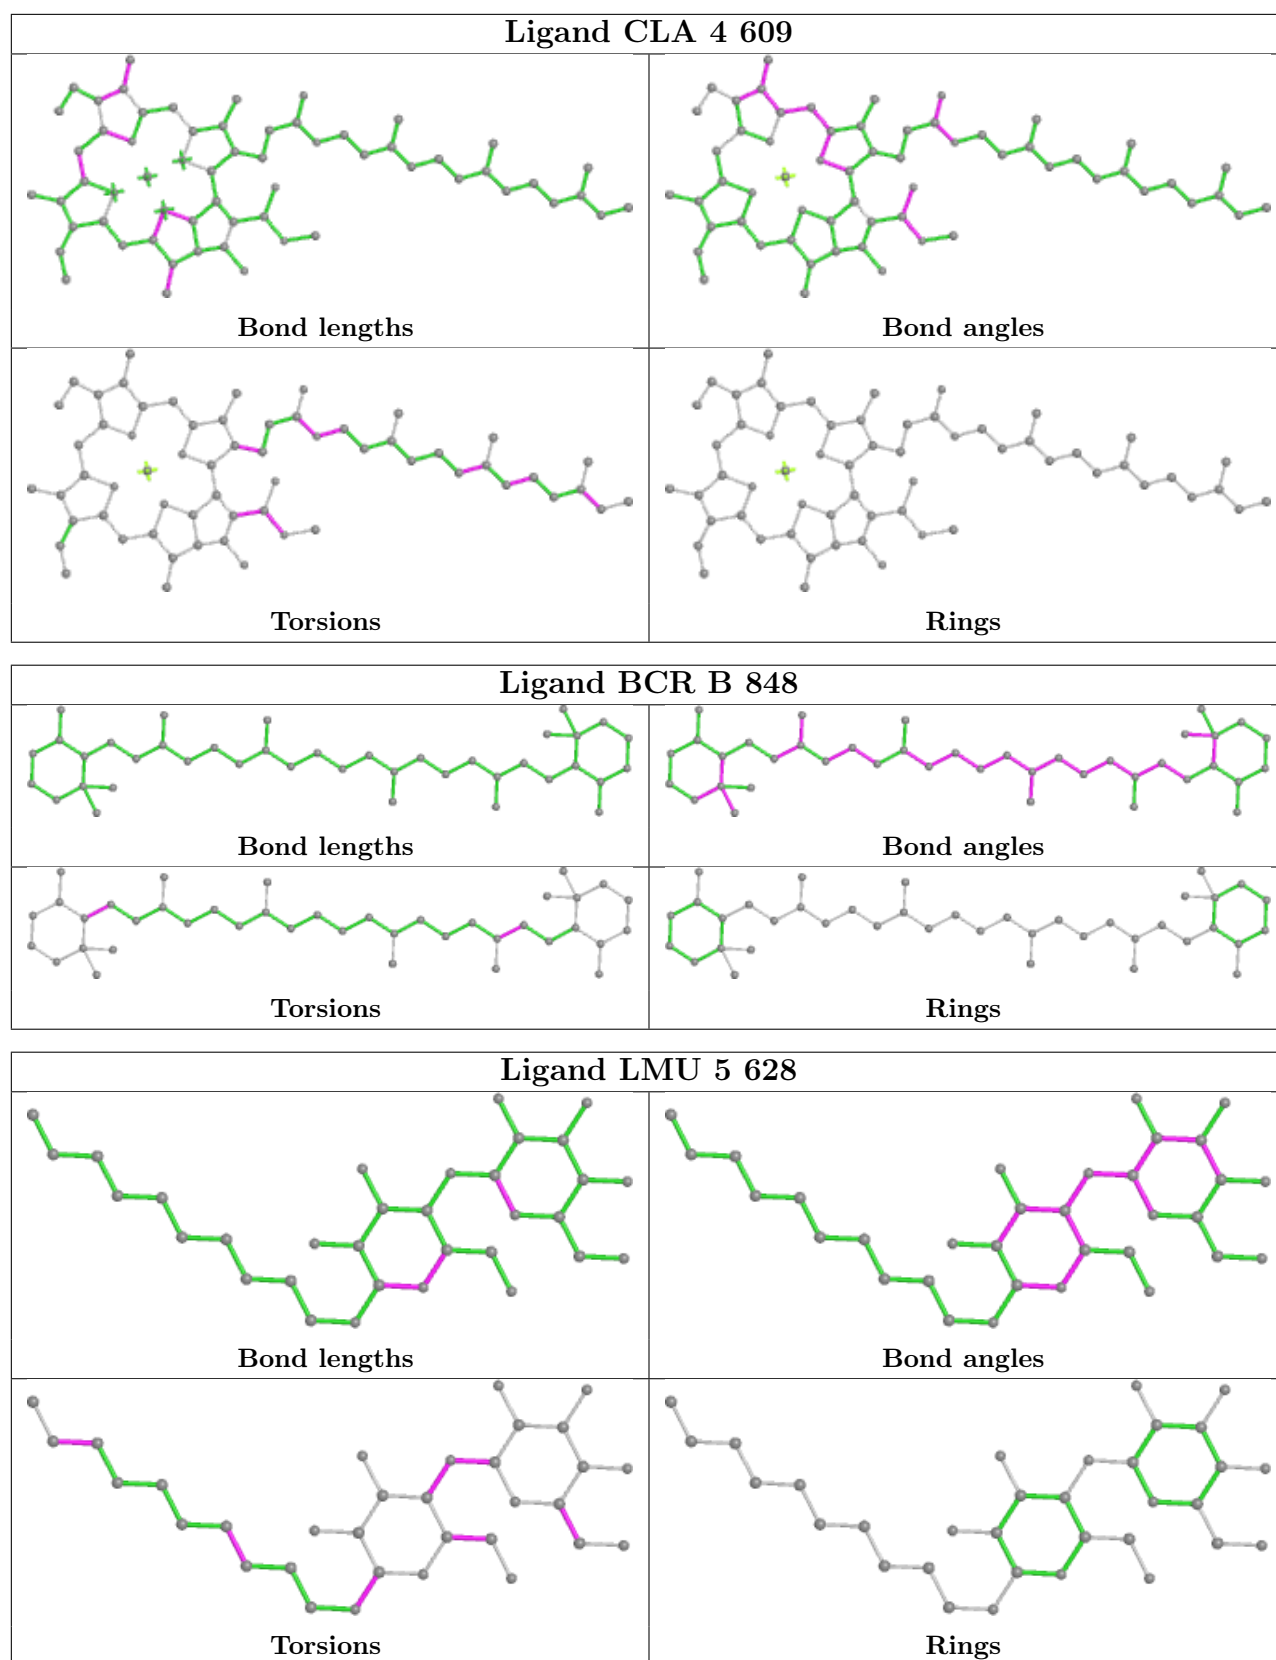 Ligand CLA 4 609
Bond lengths
Bond angles
Torsions
Rings
Ligand BCR B 848
Bond lengths
Bond angles
Torsions
Rings
Ligand LMU 5 628
Bond lengths
Bond angles
Torsions
Rings